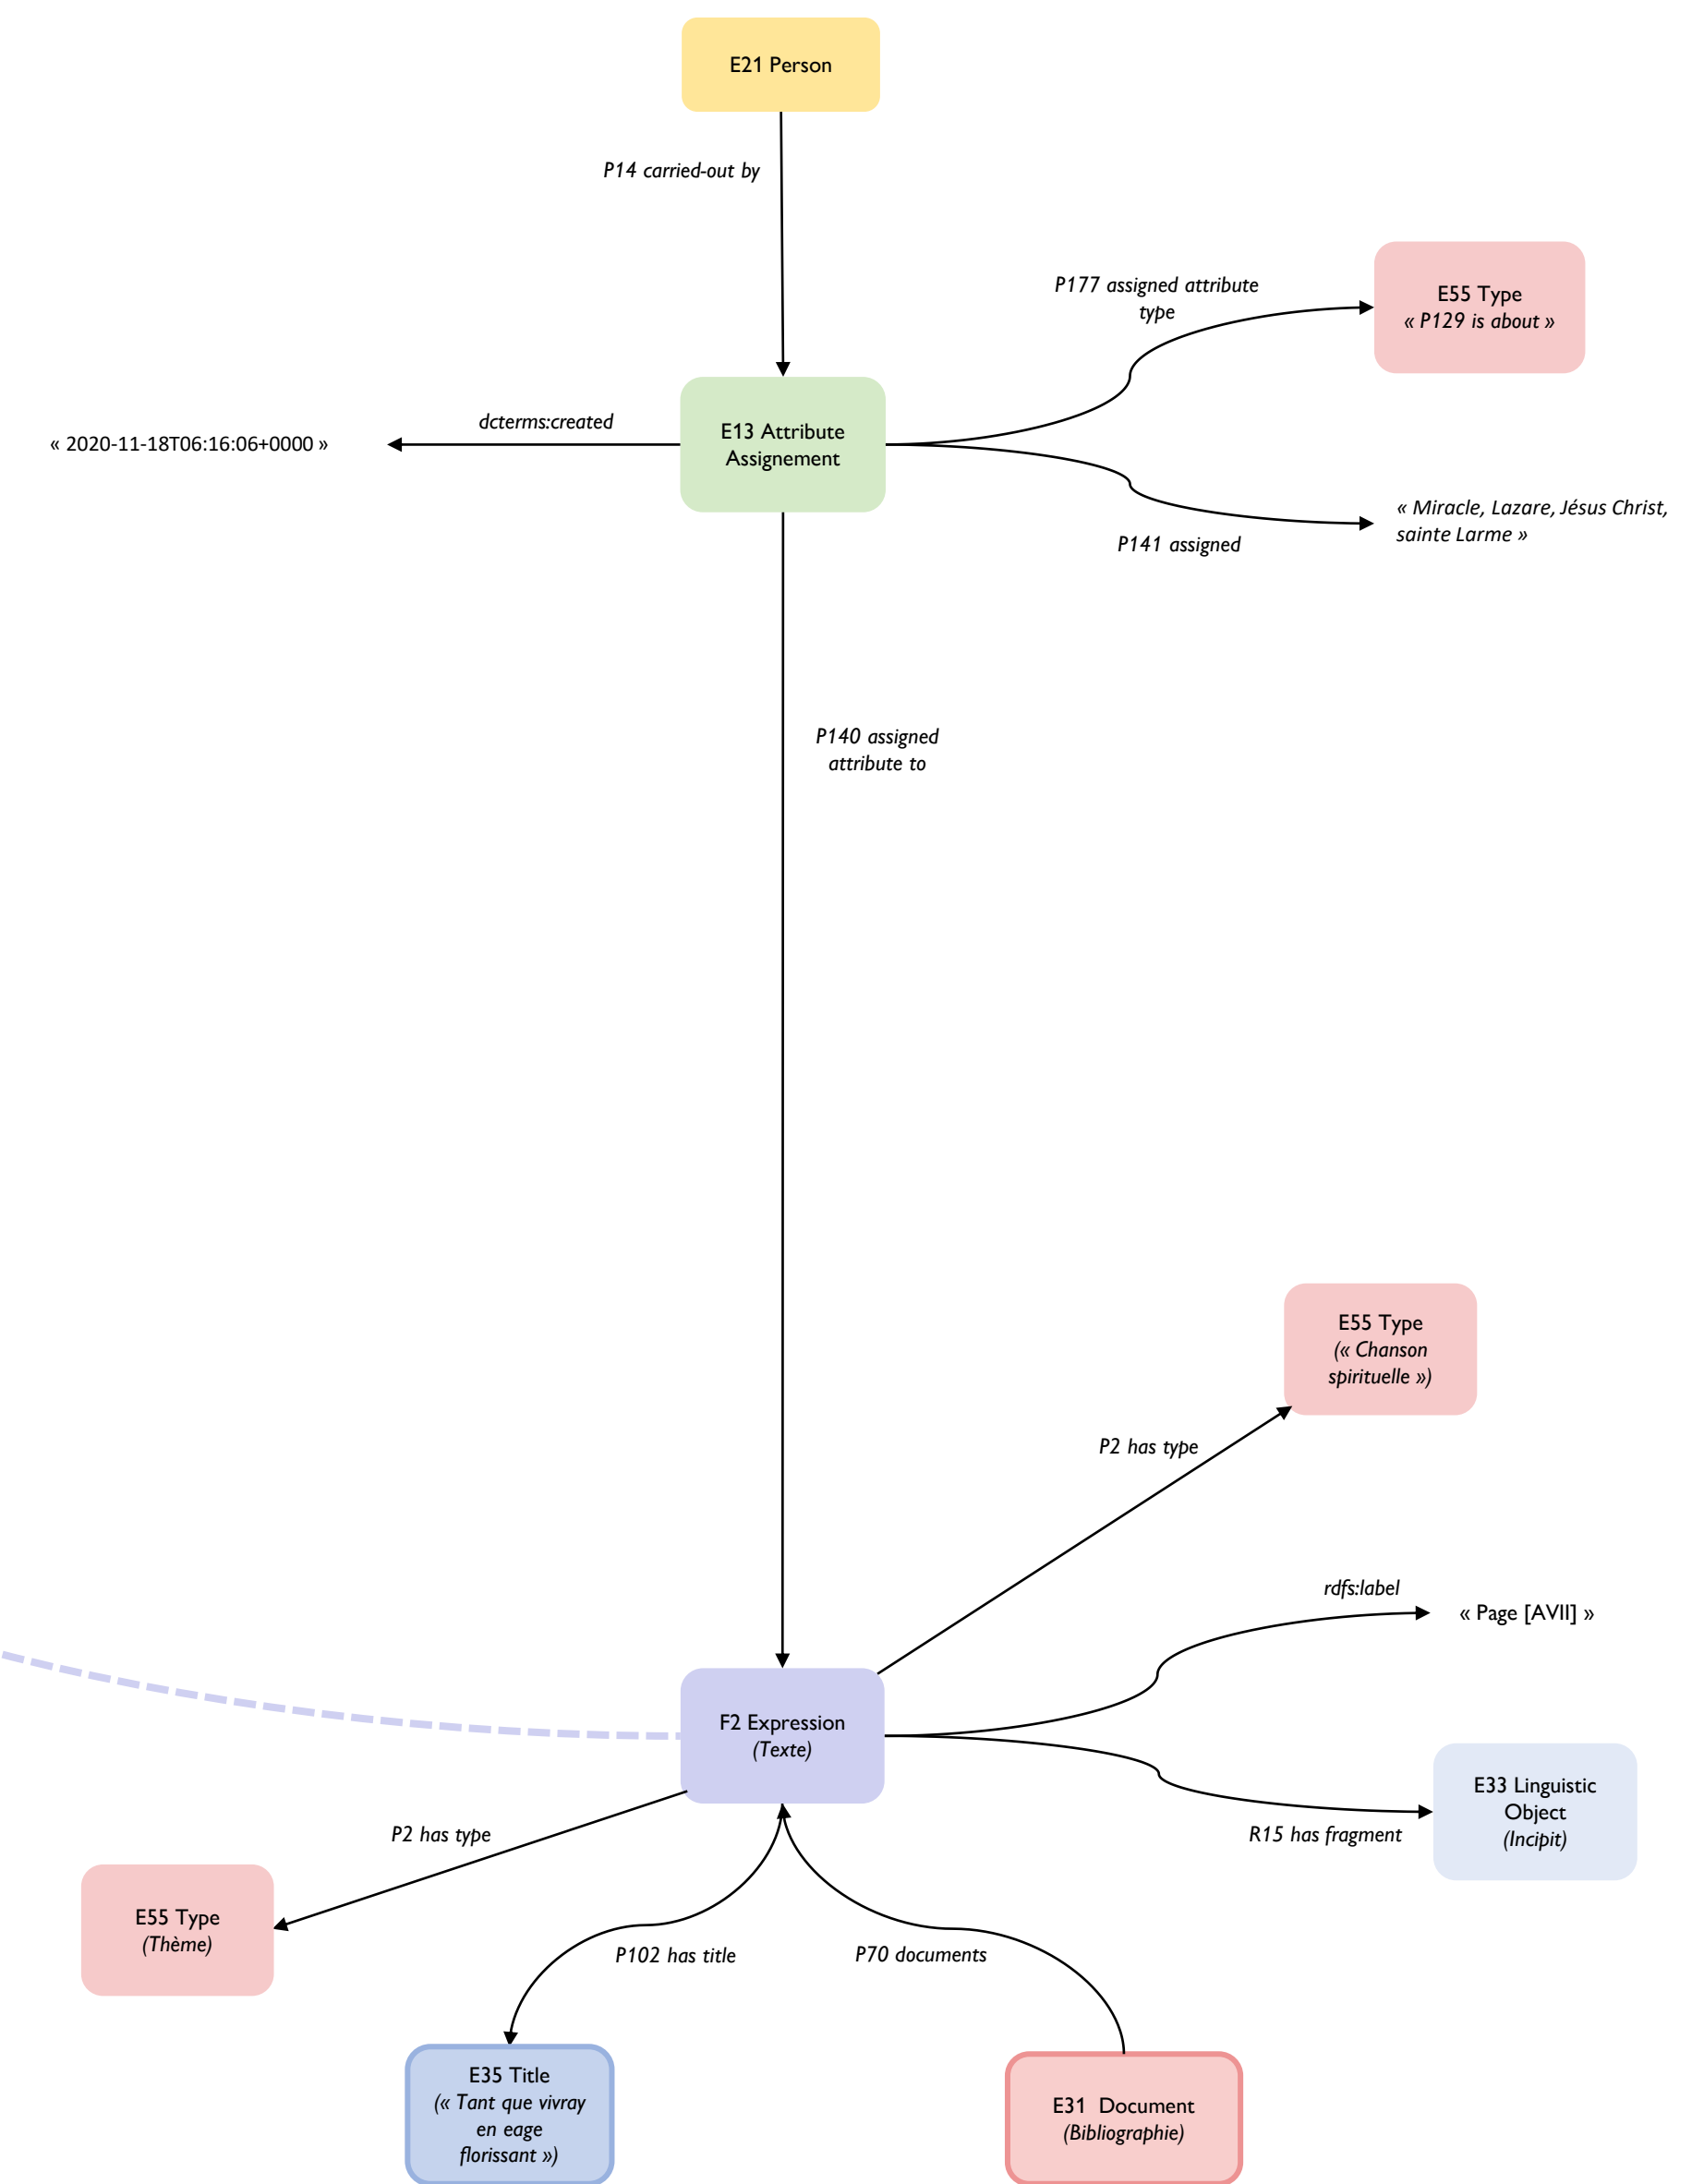 E21 Person
P14 carried-out by
P177 assigned attribute
type
E55 Type
« P129 is about »
dcterms:created
« 2020-11-18T06:16:06+0000 »
E13 Attribute
Assignement
« Miracle, Lazare, Jésus Christ,
sainte Larme »
P141 assigned
P140 assigned
attribute to
E55 Type
(« Chanson
spirituelle »)
P2 has type
rdfs:label
« Page [AVII] »
F2 Expression
(Texte)
E33 Linguistic
Object
(Incipit)
R15 has fragment
P2 has type
E55 Type
(Thème)
P102 has title
P70 documents
E35 Title
(« Tant que vivray
en eage
florissant »)
E31  Document
(Bibliographie)